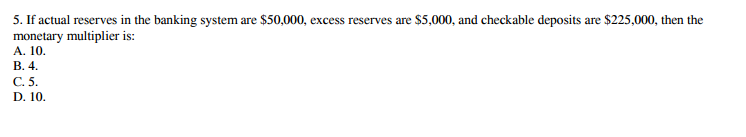 5. If actual reserves in the banking system are $50,000, excess reserves are $5,000, and checkable deposits are $225,000, then the
monetary multiplier is:
A. 10.
B. 4.
C. 5.
D. 10.